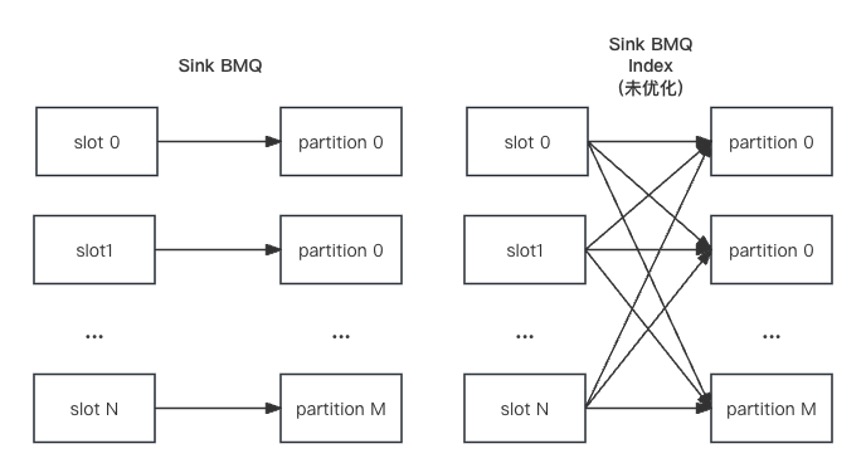 Sink BMQ
slot 0
partition 0
slot1
partition 0
...
...
slot N
partition M
Sink BMQ
Index
(未优化)
slot 0
partition 0
slot1
partition 0
...
...
slot N
partition M